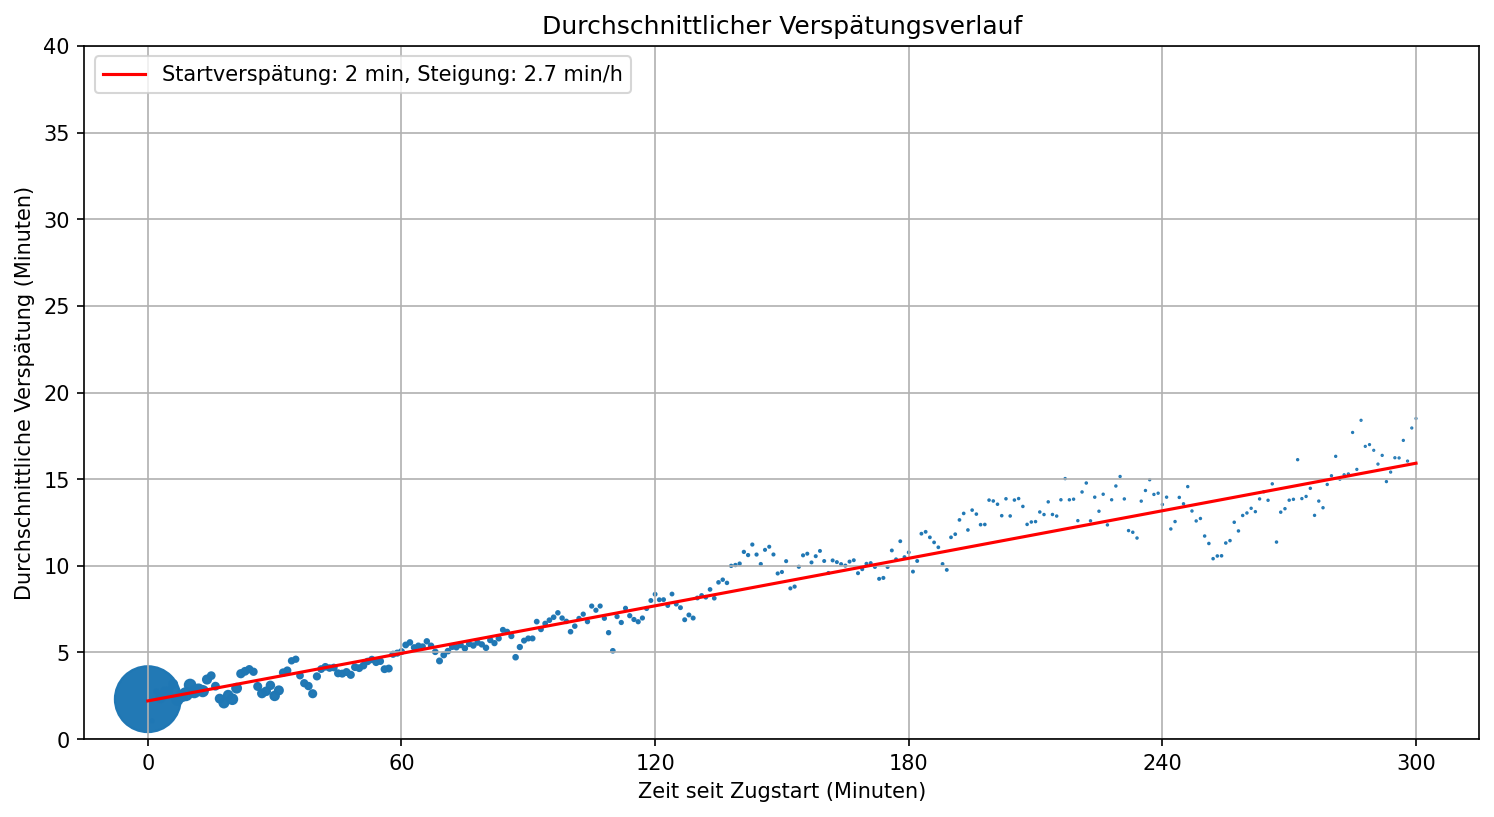 Durchschnittlicher Verspätungsverlauf
Startverspätung: 2 min, Steigung: 2.7 min/h
Durchschnittliche Verspätung (Minuten)
40
35
30
25
20
15
10
5
0
0 60 120 180 240 300
Zeit seit Zugstart (Minuten)